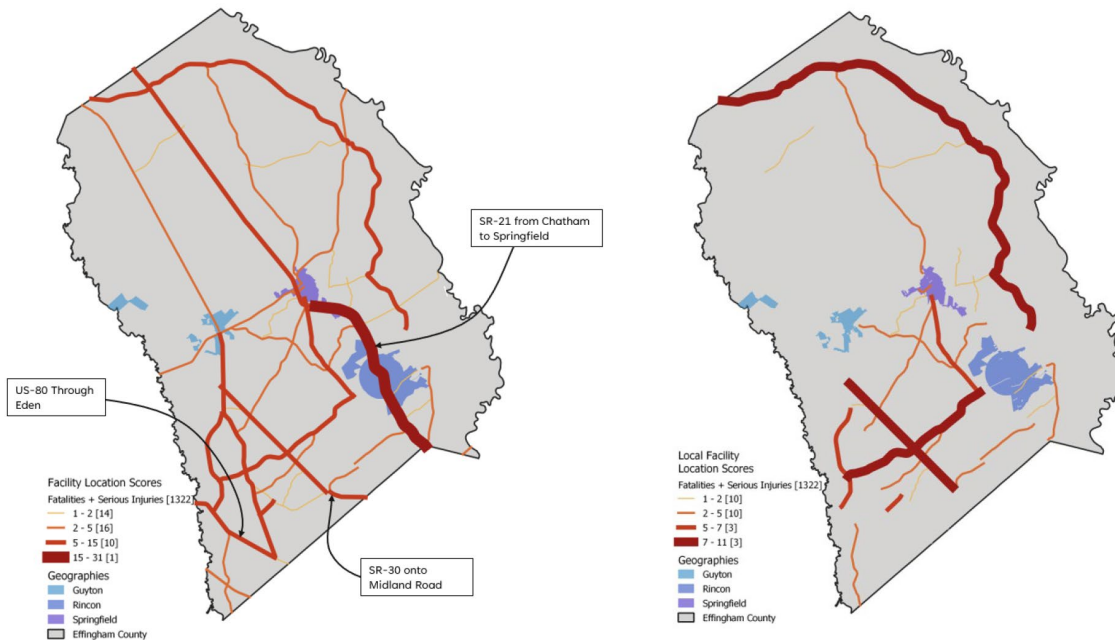 SR-21 from Chatham
to Springfield
US-80 Through
Eden
SR-30 onto
Midland Road
Facility Location Scores
Fatalities + Serious Injuries [1322]
1 - 2 [14]
2 - 5 [16]
5 - 15 [10]
15 - 31 [1]
Geographies
Guyton
Rincon
Springfield
Effingham County
Local Facility
Location Scores
Fatalities + Serious Injuries [1322]
1 - 2 [10]
2 - 5 [10]
5 - 7 [3]
7 - 11 [3]
Geographies
Guyton
Rincon
Springfield
Effingham County